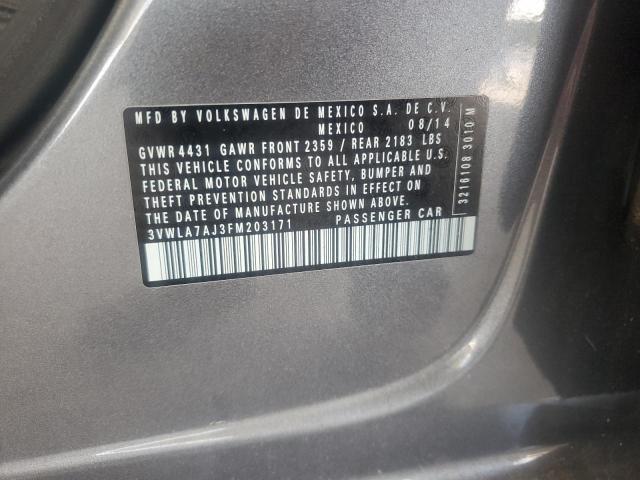 MFD BY VOLKSWAGEN DE MEXICO S.A. DE C.V.
MEXICO 08/14
GVWR4431 GAWR FRONT 2359 / REAR 2183 LBS
THIS VEHICLE CONFORMS TO ALL APPLICABLE U.S.
FEDERAL MOTOR VEHICLE SAFETY, BUMPER AND
THEFT PREVENTION STANDARDS IN EFFECT ON
THE DATE OF MANUFACTURE SHOWN ABOVE.
3VWLA7AJ3FM203171 PASSENGER CAR
3216108 3010 M